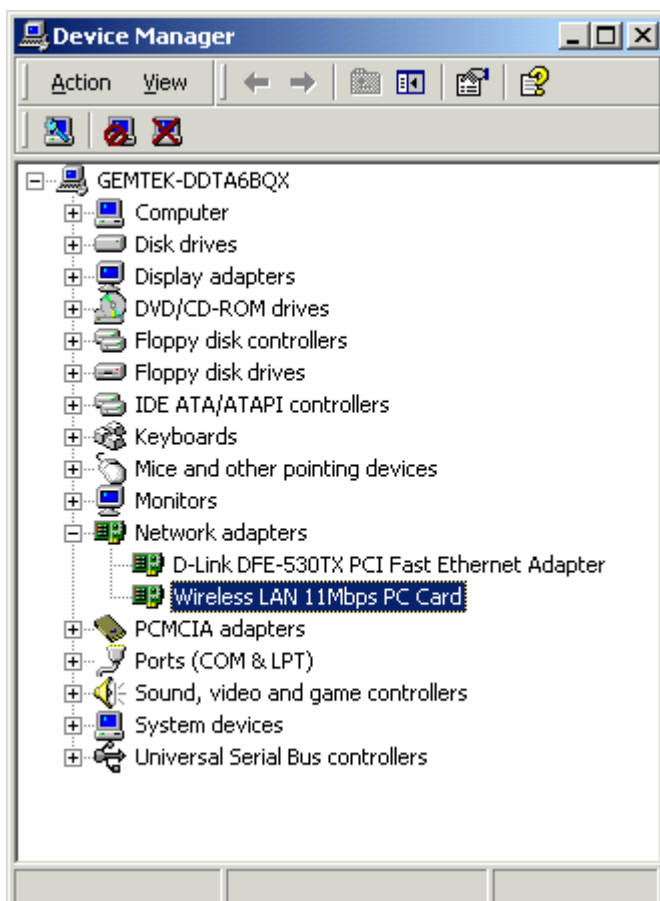 Device Manager
Action View
GEMTEK-DDTA6BQX
Computer
Disk drives
Display adapters
DVD/CD-ROM drives
Floppy disk controllers
Floppy disk drives
IDE ATA/ATAPI controllers
Keyboards
Mice and other pointing devices
Monitors
Network adapters
D-Link DFE-530TX PCI Fast Ethernet Adapter
Wireless LAN 11Mbps PC Card
PCMCIA adapters
Ports (COM & LPT)
Sound, video and game controllers
System devices
Universal Serial Bus controllers